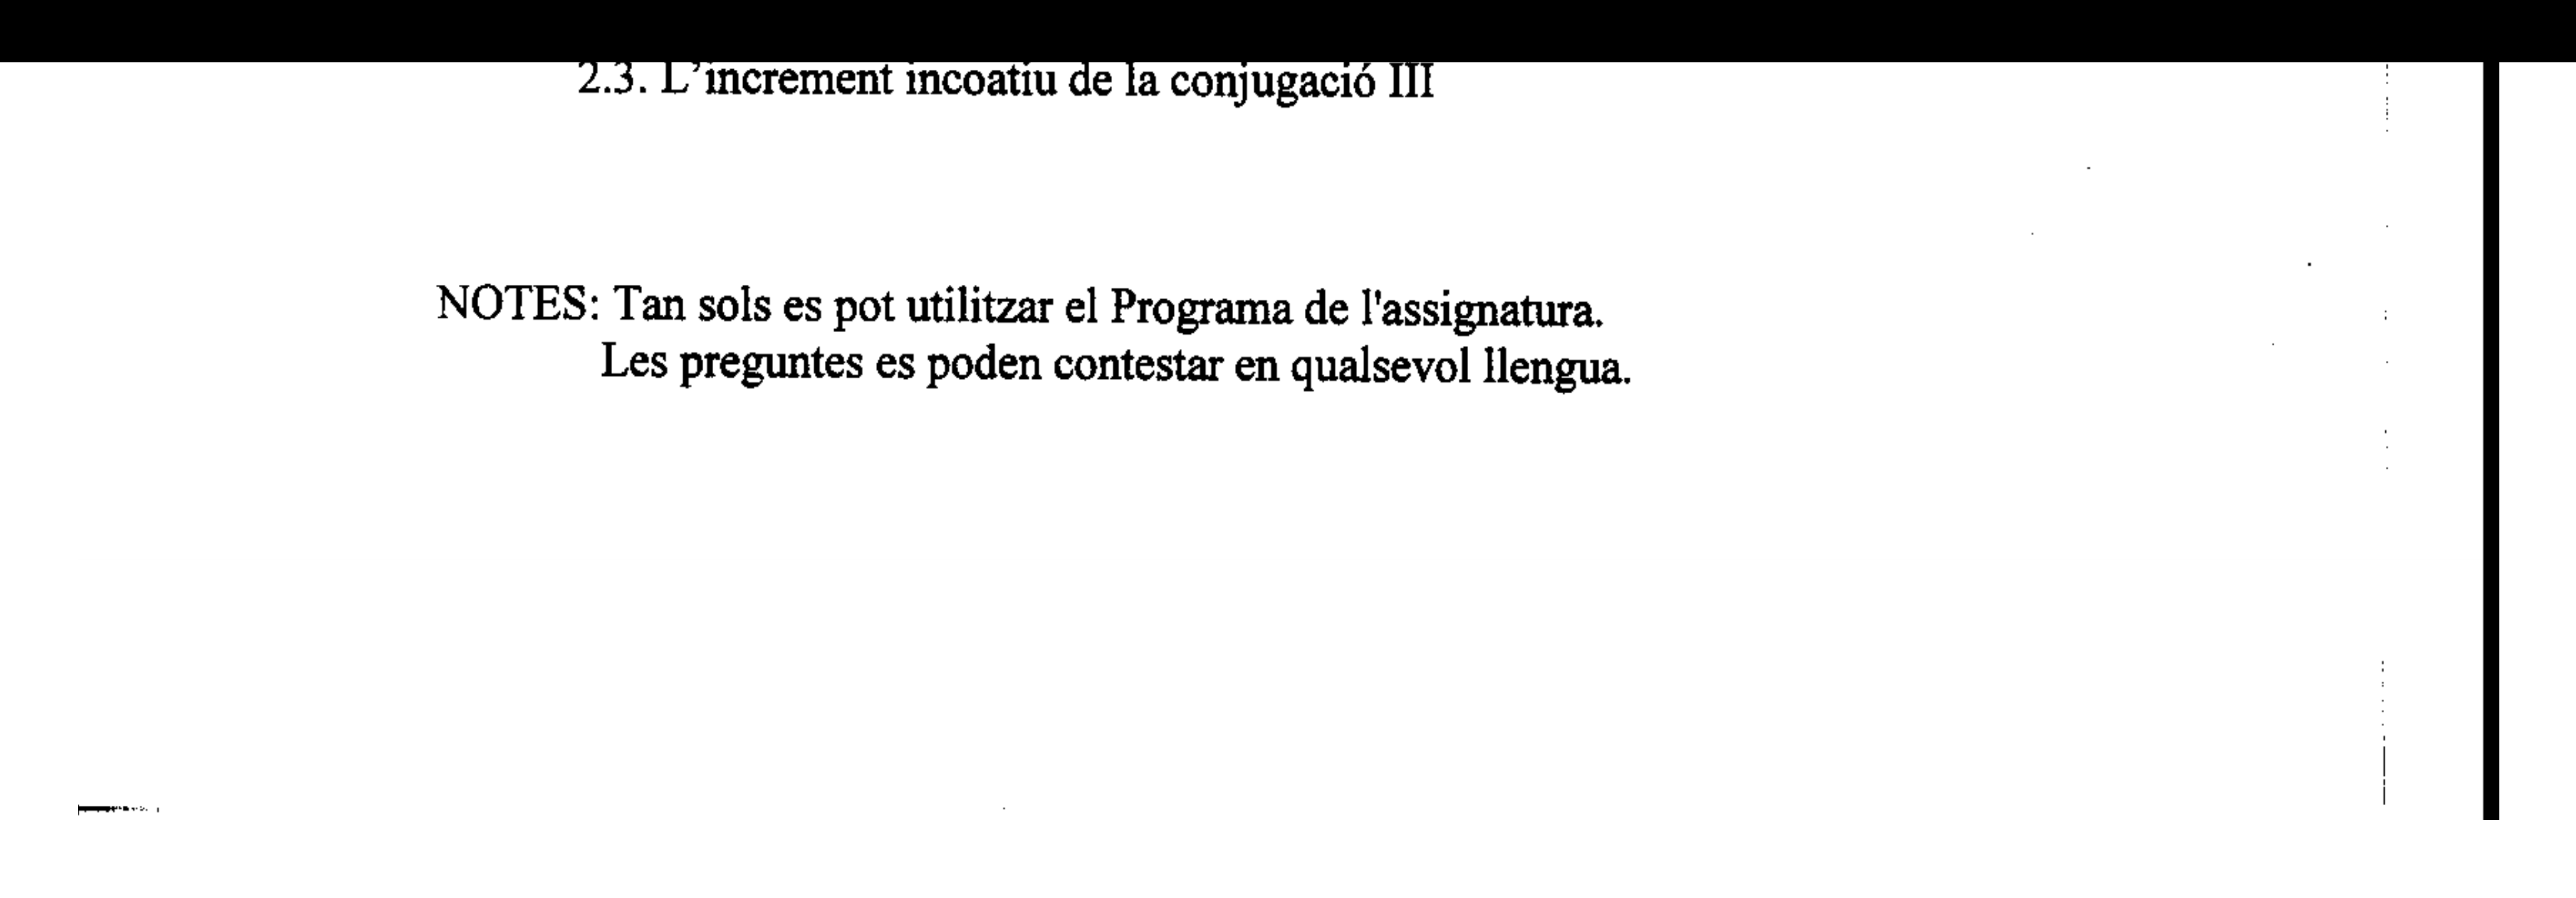 2.3. L’increment incoatiu de la conjugació III
NOTES: Tan sols es pot utilitzar el Programa de l'assignatura.
Les preguntes es poden contestar en qualsevol llengua.